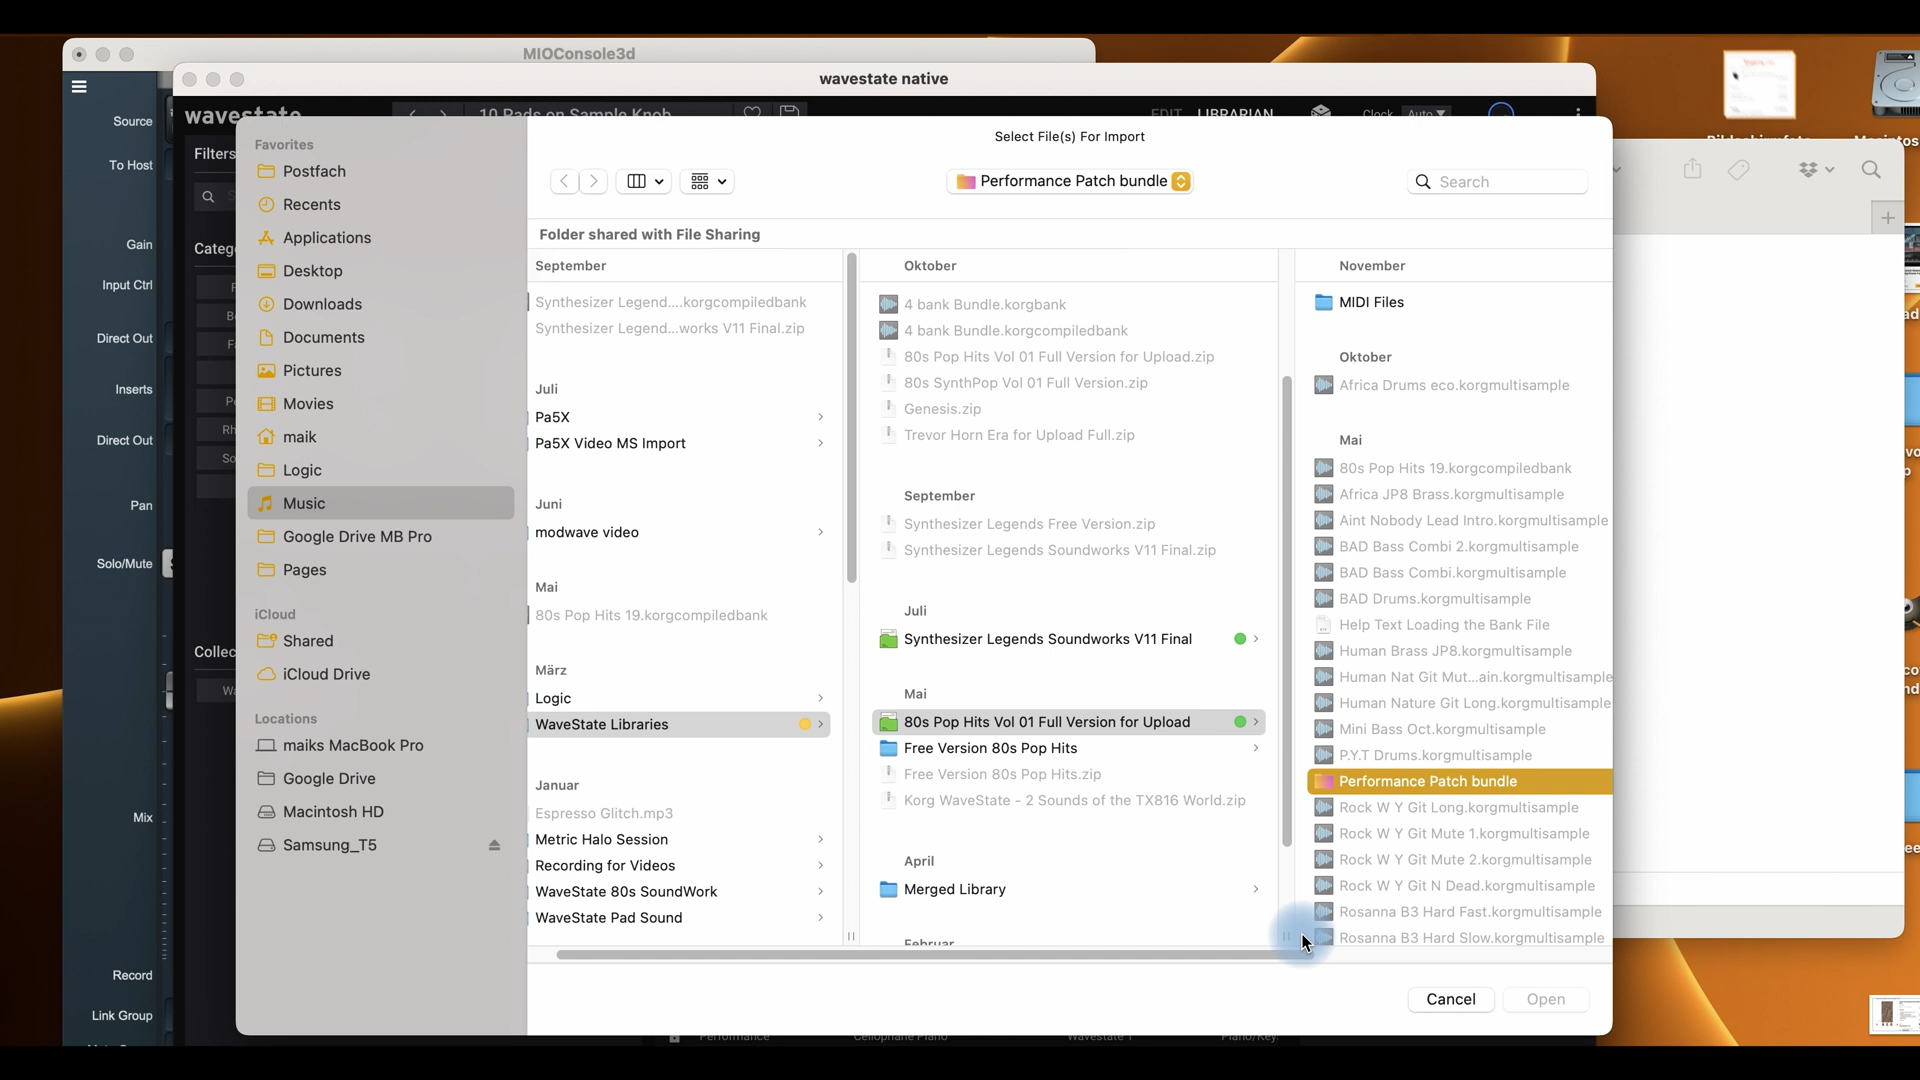 MIOConsole3d
wavestate native
wavestate
10 Pads on Sample Knob
EDIT LIBRARIAN
Clock Auto
Source
To Host
Gain
Input Ctrl
Direct Out
Inserts
Direct Out
Pan
Solo/Mute
Mix
Record
Link Group
Filters
Favorites
Postfach
Recents
Applications
Desktop
Downloads
Documents
Pictures
Movies
maik
Logic
Music
Google Drive MB Pro
Pages
iCloud
Shared
iCloud Drive
Locations
maiks MacBook Pro
Google Drive
Macintosh HD
Samsung_T5
Select File(s) For Import
Performance Patch bundle
Search
Folder shared with File Sharing
September
Synthesizer Legend....korgcompiledbank
Synthesizer Legend...works V11 Final.zip
Juli
Pa5X
Pa5X Video MS Import
Juni
modwave video
Mai
80s Pop Hits 19.korgcompiledbank
März
Logic
WaveState Libraries
Januar
Espresso Glitch.mp3
Metric Halo Session
Recording for Videos
WaveState 80s SoundWork
WaveState Pad Sound
Oktober
4 bank Bundle.korgbank
4 bank Bundle.korgcompiledbank
80s Pop Hits Vol 01 Full Version for Upload.zip
80s SynthPop Vol 01 Full Version.zip
Genesis.zip
Trevor Horn Era for Upload Full.zip
September
Synthesizer Legends Free Version.zip
Synthesizer Legends Soundworks V11 Final.zip
Juli
Synthesizer Legends Soundworks V11 Final
Mai
80s Pop Hits Vol 01 Full Version for Upload
Free Version 80s Pop Hits
Free Version 80s Pop Hits.zip
Korg WaveState - 2 Sounds of the TX816 World.zip
April
Merged Library
Februar
November
MIDI Files
Oktober
Africa Drums eco.korgmultisample
Mai
80s Pop Hits 19.korgcompiledbank
Africa JP8 Brass.korgmultisample
Aint Nobody Lead Intro.korgmultisample
BAD Bass Combi 2.korgmultisample
BAD Bass Combi.korgmultisample
BAD Drums.korgmultisample
Help Text Loading the Bank File
Human Brass JP8.korgmultisample
Human Nat Git Mut...ain.korgmultisample
Human Nature Git Long.korgmultisample
Mini Bass Oct.korgmultisample
P.Y.T Drums.korgmultisample
Performance Patch bundle
Rock W Y Git Long.korgmultisample
Rock W Y Git Mute 1.korgmultisample
Rock W Y Git Mute 2.korgmultisample
Rock W Y Git N Dead.korgmultisample
Rosanna B3 Hard Fast.korgmultisample
Rosanna B3 Hard Slow.korgmultisample
Cancel
Open
Performance Cellophane Piano Wavestate 1 Piano/Key